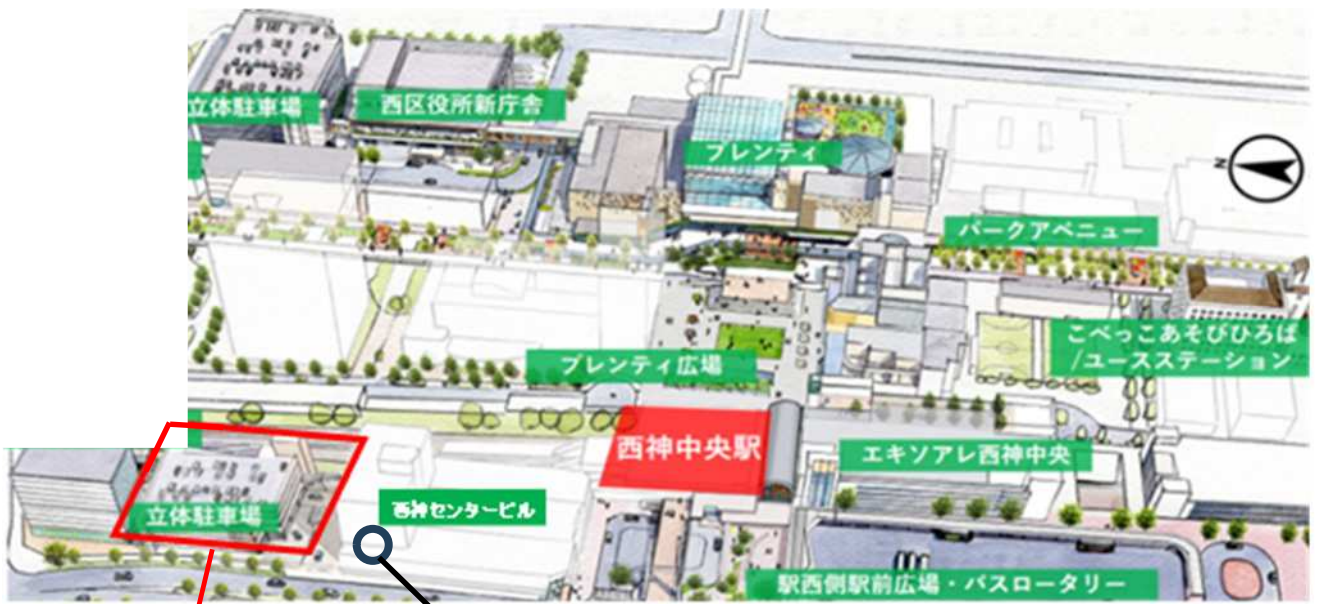 立体駐車場
西区役所新庁舎
プレンティ
N
パークアベニュー
こべっこあそびひろば
/ユースステーション
プレンティ広場
西神中央駅
エキソアレ西神中央
立体駐車場
西神センタービル
駅西側駅前広場・バスロータリー